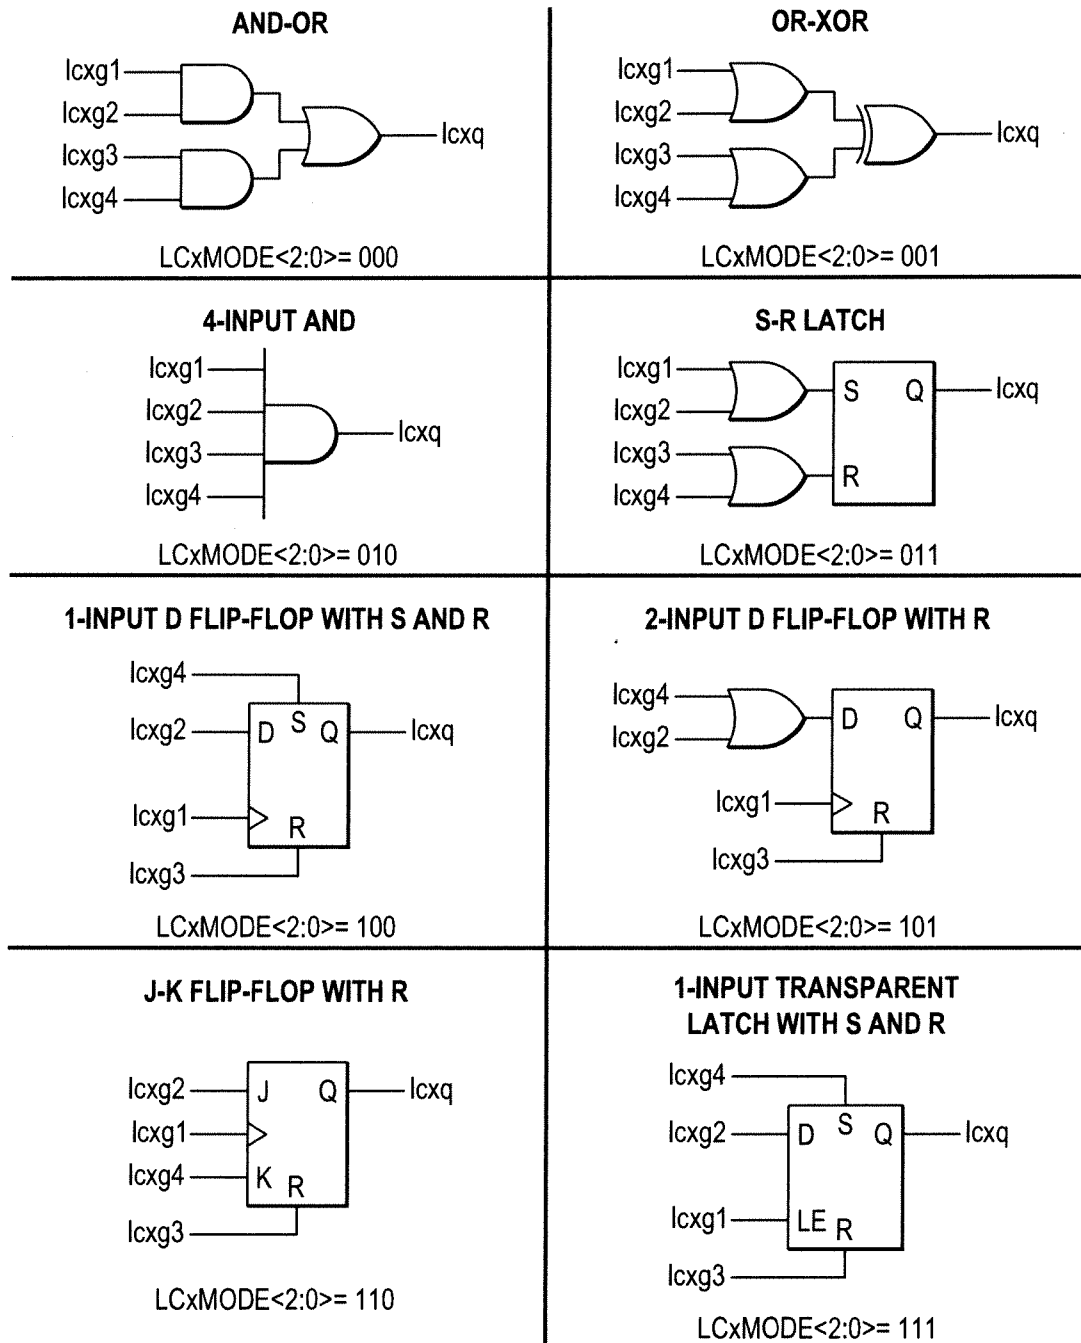 AND-OR
lcxg1
lcxg2
lcxg3
lcxg4
lcxq
LCxMODE<2:0>= 000
OR-XOR
lcxg1
lcxg2
lcxg3
lcxg4
lcxq
LCxMODE<2:0>= 001
4-INPUT AND
lcxg1
lcxg2
lcxg3
lcxg4
lcxq
LCxMODE<2:0>= 010
S-R LATCH
lcxg1
lcxg2
lcxg3
lcxg4
S Q
R
lcxq
LCxMODE<2:0>= 011
1-INPUT D FLIP-FLOP WITH S AND R
lcxg4
lcxg2
D S Q
lcxq
lcxg1
R
lcxg3
LCxMODE<2:0>= 100
2-INPUT D FLIP-FLOP WITH R
lcxg4
lcxg2
D Q
lcxq
lcxg1
R
lcxg3
LCxMODE<2:0>= 101
J-K FLIP-FLOP WITH R
lcxg2
J Q
lcxq
lcxg1
lcxg4
K R
lcxg3
LCxMODE<2:0>= 110
1-INPUT TRANSPARENT
LATCH WITH S AND R
lcxg4
lcxg2
D S Q
lcxq
lcxg1
LE R
lcxg3
LCxMODE<2:0>= 111